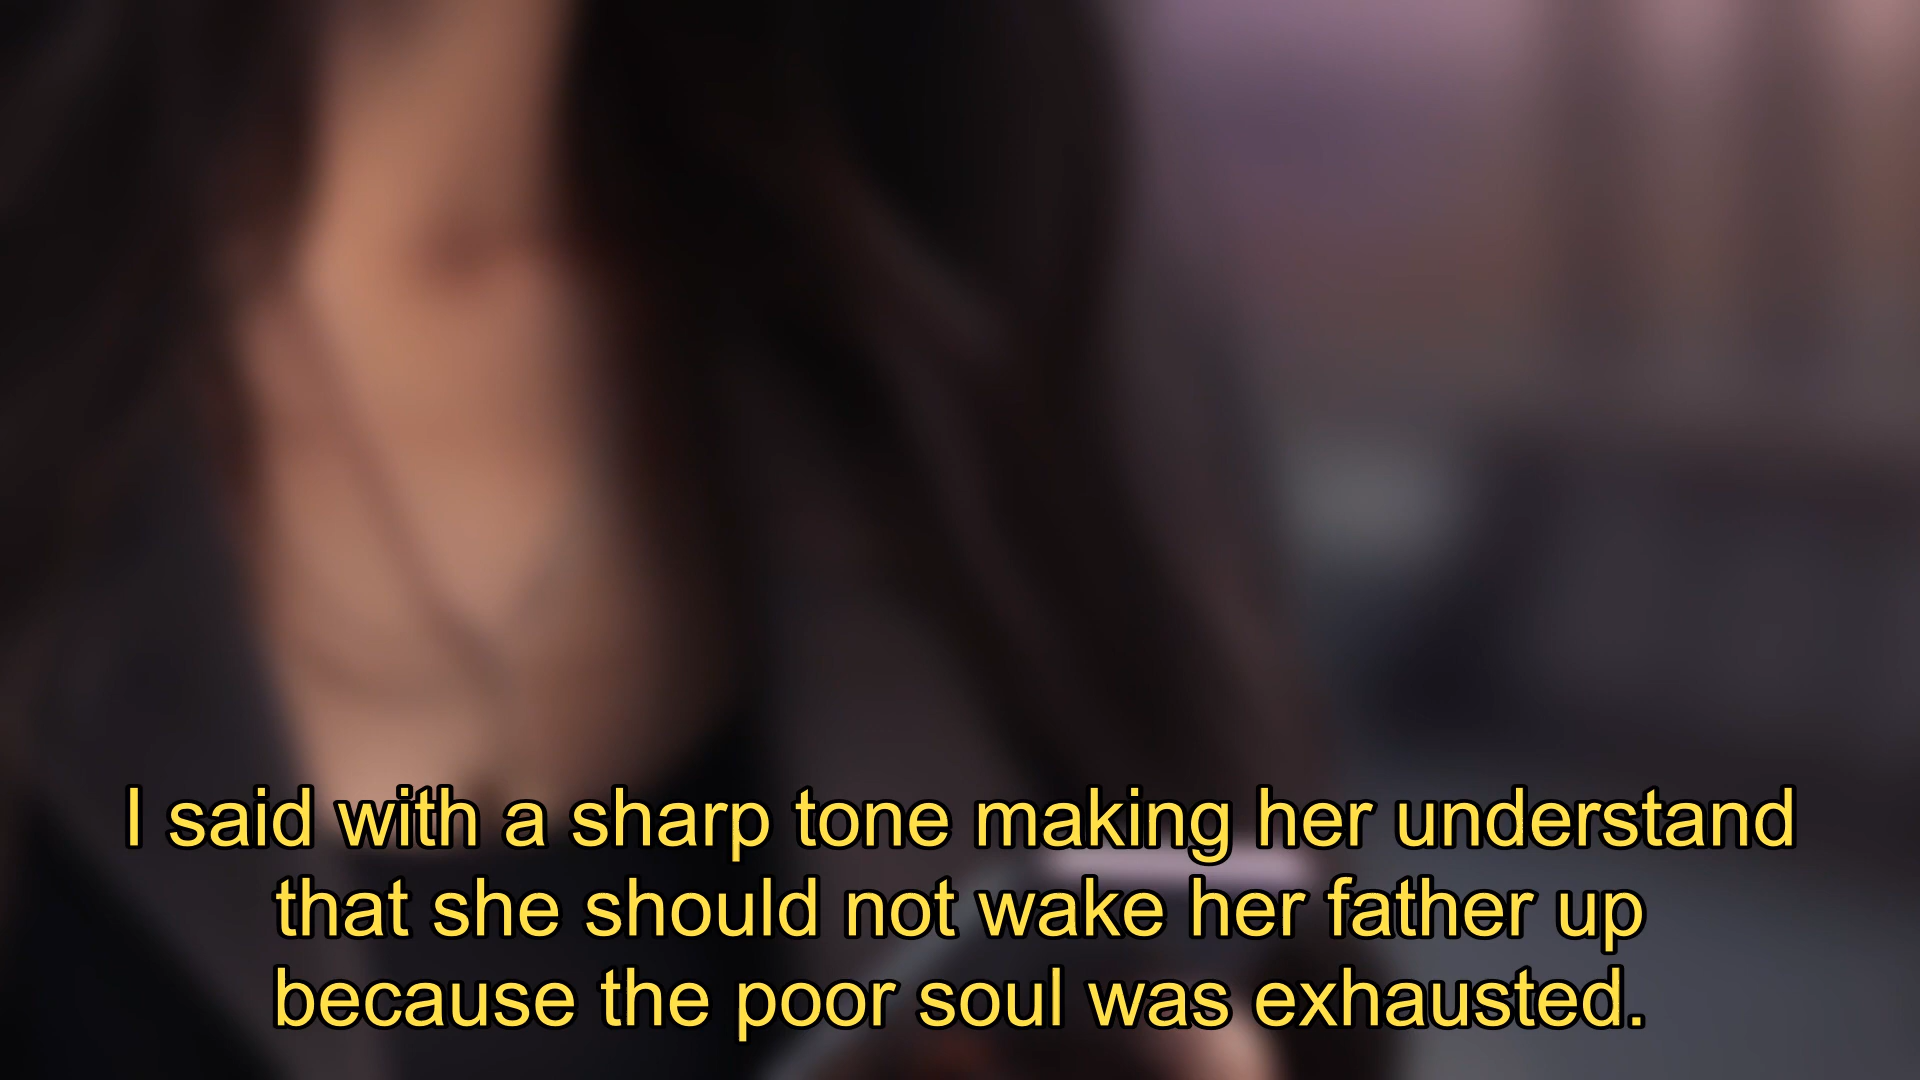 I said with a sharp tone making her understand
that she should not wake her father up
because the poor soul was exhausted.